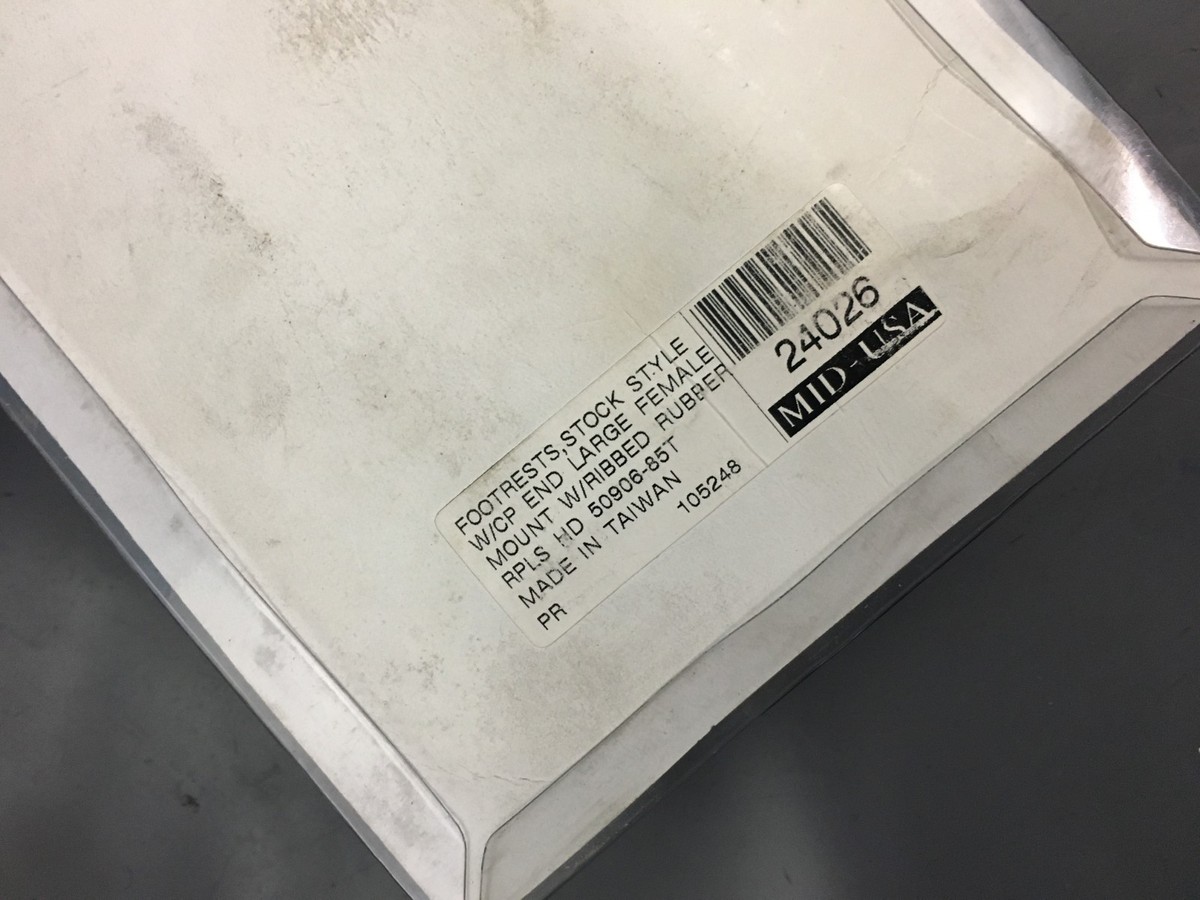 FOOTRESTS,STOCK STYLE
W/CP END LARGE FEMALE
MOUNT W/RIBBED RUBBER
RPLS HD 50906-85T
MADE IN TAIWAN
PR 105248
24026
MID-USA